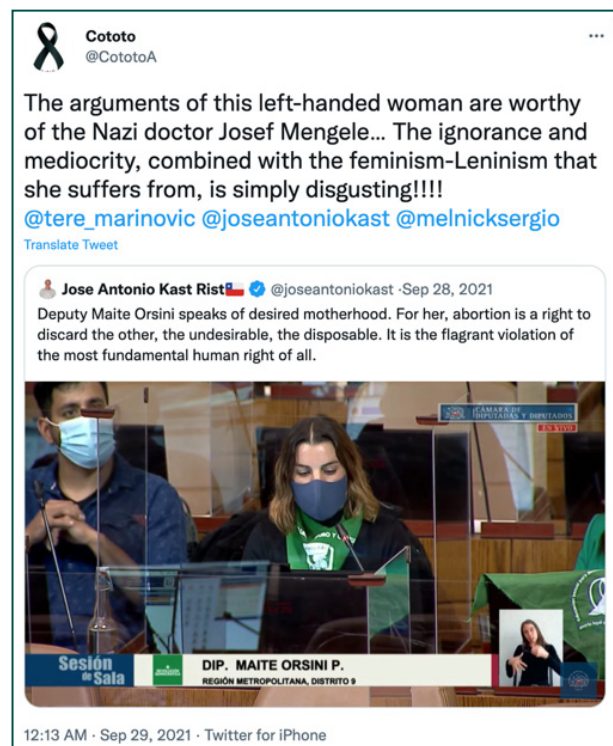 Cototo
@CototoA
The arguments of this left-handed woman are worthy
of the Nazi doctor Josef Mengele... The ignorance and
mediocrity, combined with the feminism-Leninism that
she suffers from, is simply disgusting!!!!
@tere_marinovic @joseantoniokast @melnicksergio
Translate Tweet
Jose Antonio Kast Rist🇨🇱 @joseantoniokast ·Sep 28, 2021
Deputy Maite Orsini speaks of desired motherhood. For her, abortion is a right to
discard the other, the undesirable, the disposable. It is the flagrant violation of
the most fundamental human right of all.
CÁMARA DE
DIPUTADAS Y DIPUTADOS
EN VIVO
Sesión
de Sala
DIP. MAITE ORSINI P.
REGIÓN METROPOLITANA, DISTRITO 9
12:13 AM · Sep 29, 2021 · Twitter for iPhone